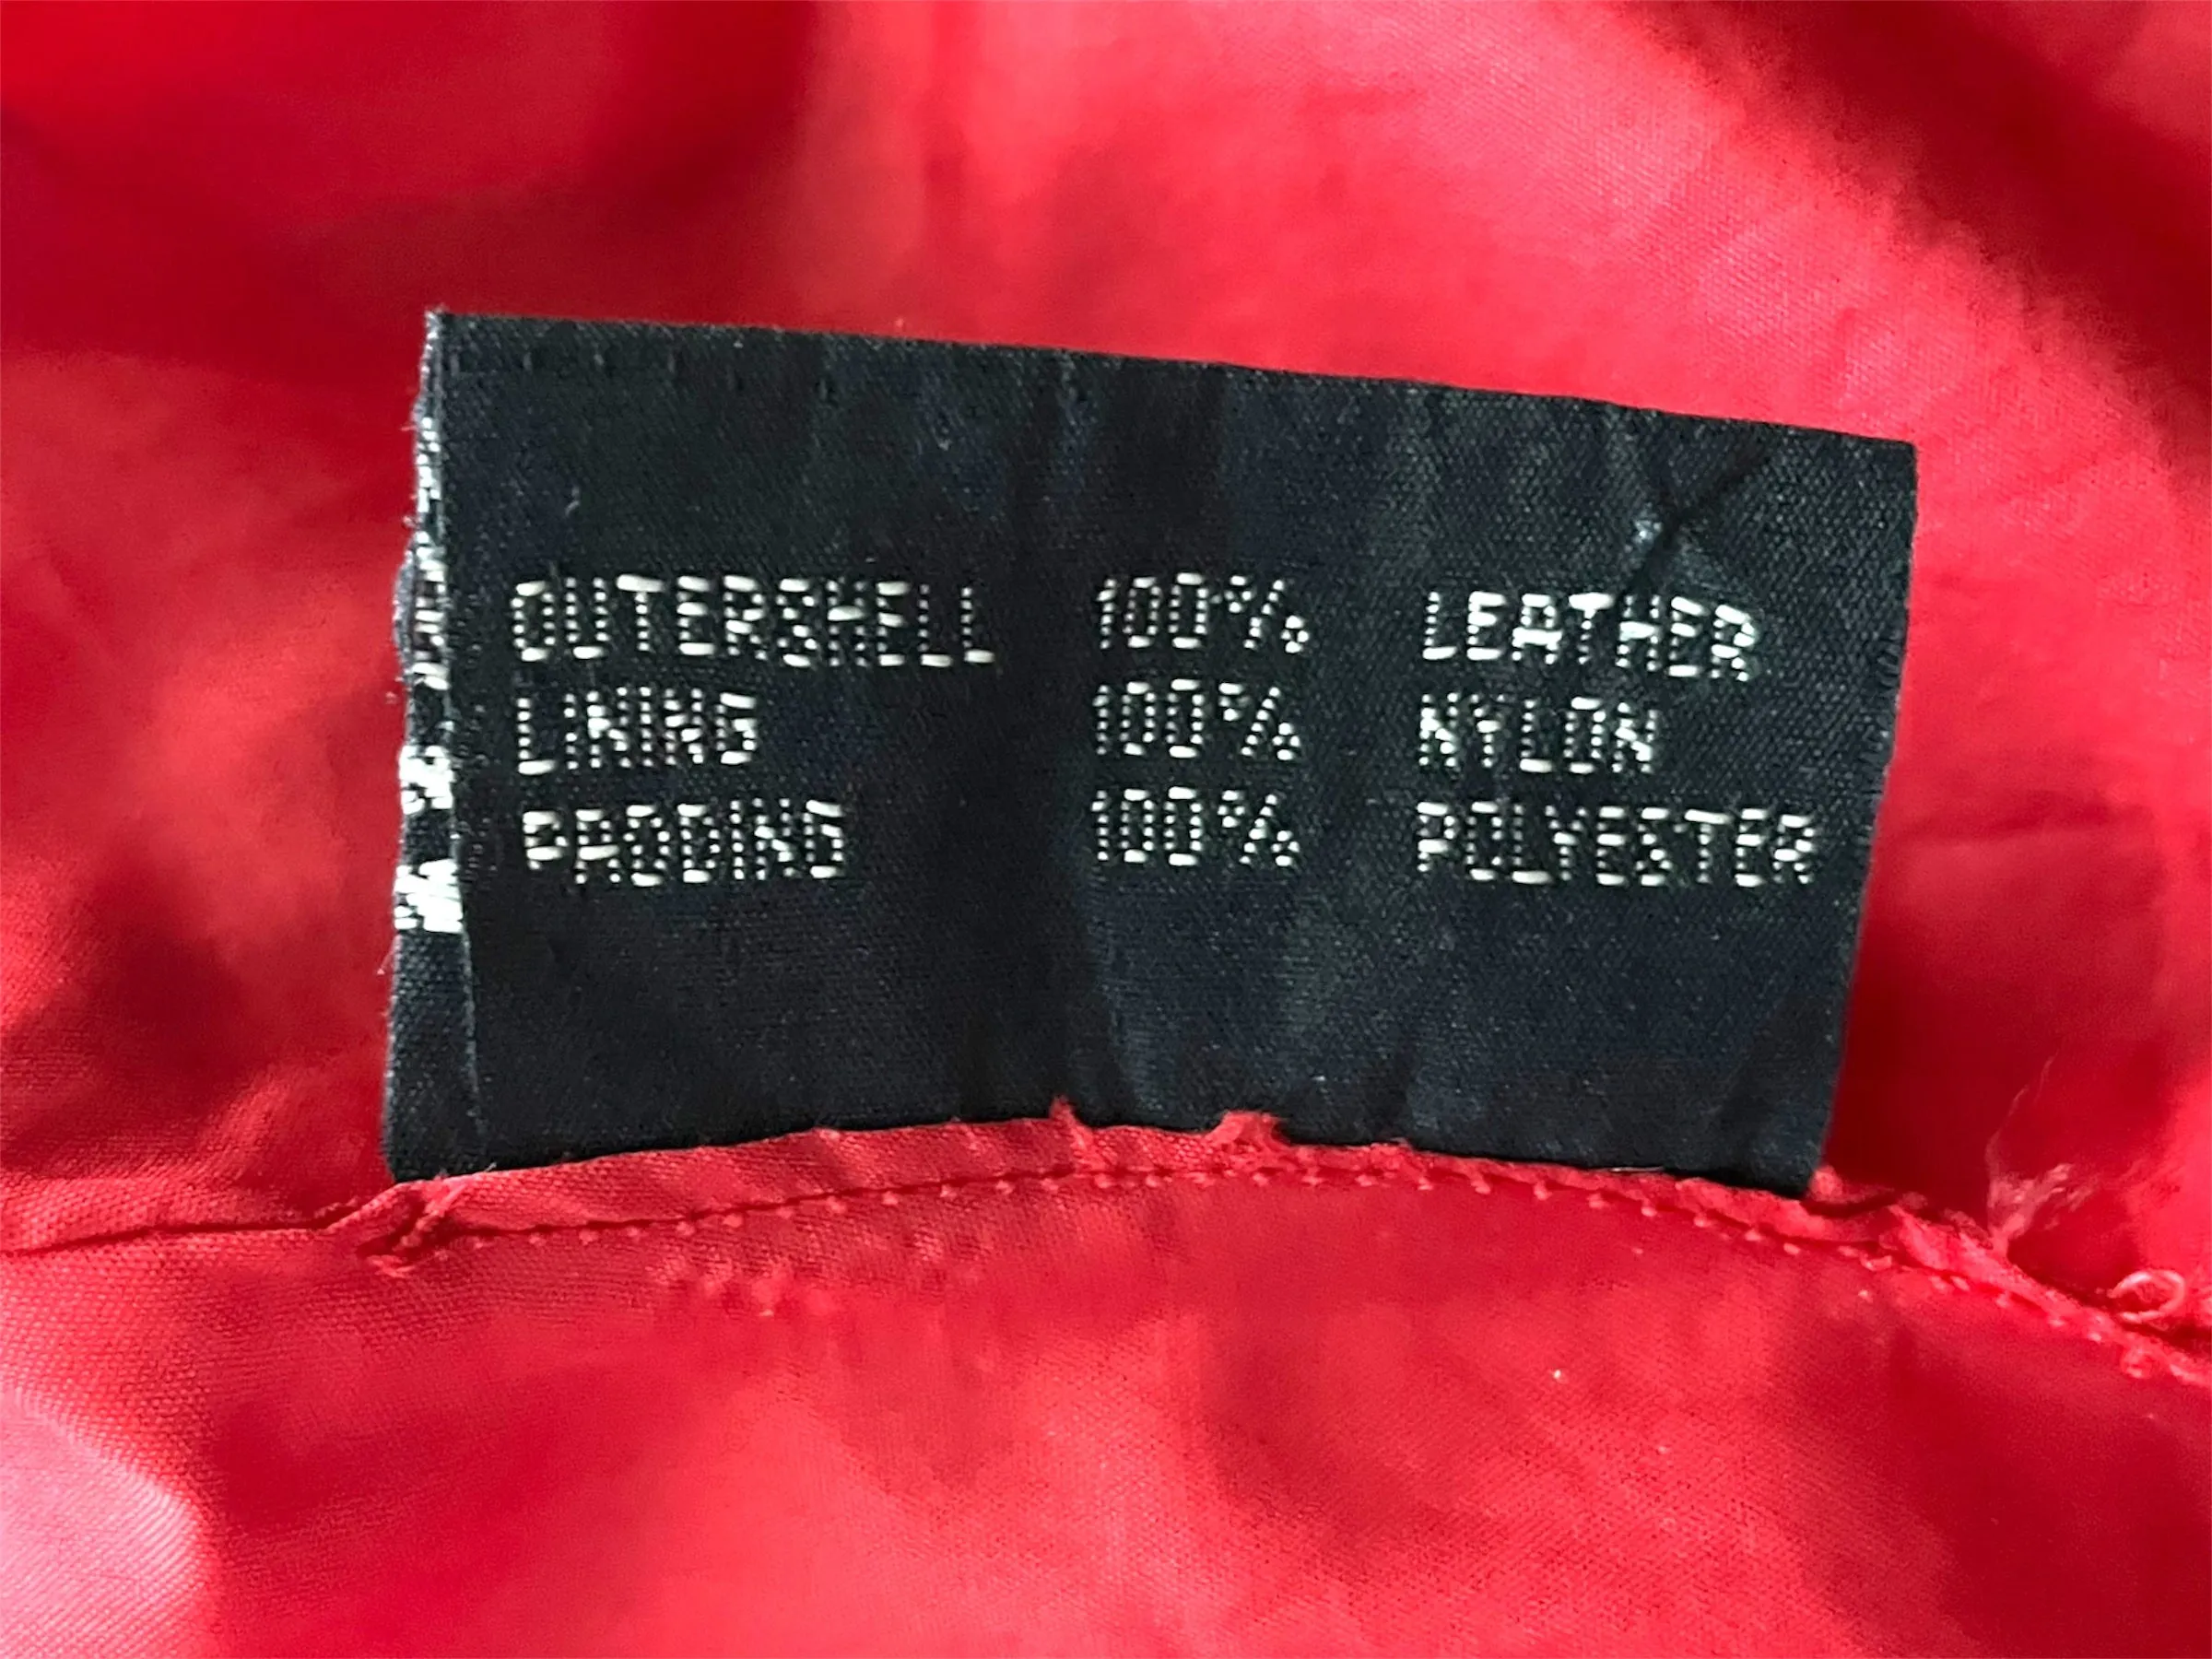 OUTERSHELL 100% LEATHER
LINING 100% NYLON
PADDING 100% POLYESTER